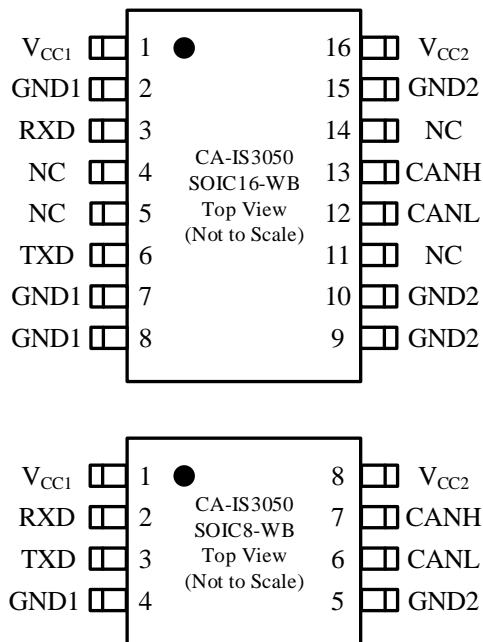 VCC1 1 16 VCC2
GND1 2 15 GND2
RXD 3 14 NC
NC 4 CA-IS3050 13 CANH
NC 5 SOIC16-WB 12 CANL
TXD 6 Top View 11 NC
GND1 7 (Not to Scale) 10 GND2
GND1 8 9 GND2
VCC1 1 CA-IS3050 8 VCC2
RXD 2 SOIC8-WB 7 CANH
TXD 3 Top View 6 CANL
GND1 4 (Not to Scale) 5 GND2